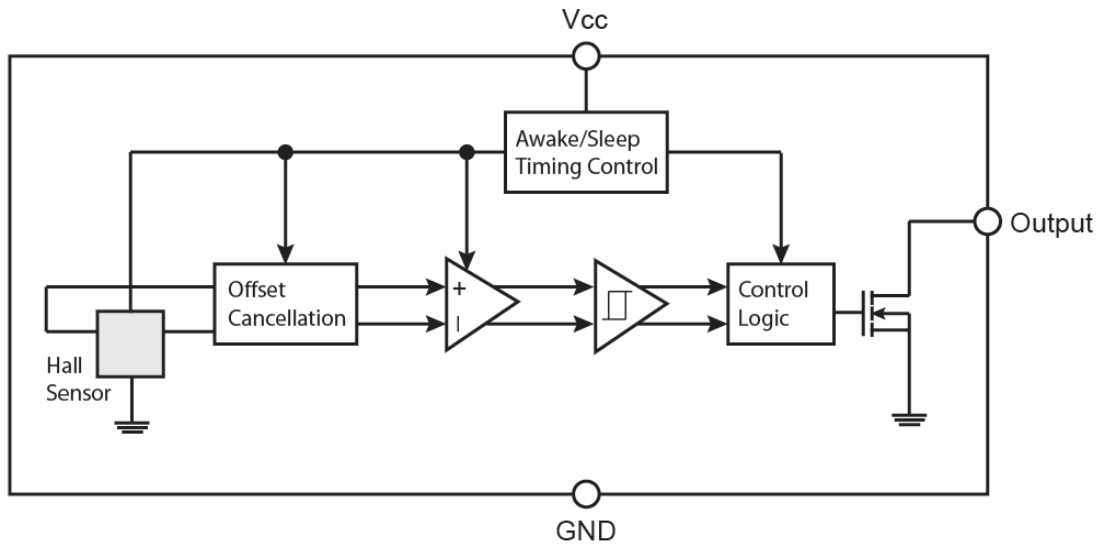 Vcc
Awake/Sleep
Timing Control
Output
Offset
Cancellation
+
I
Control
Logic
Hall
Sensor
GND